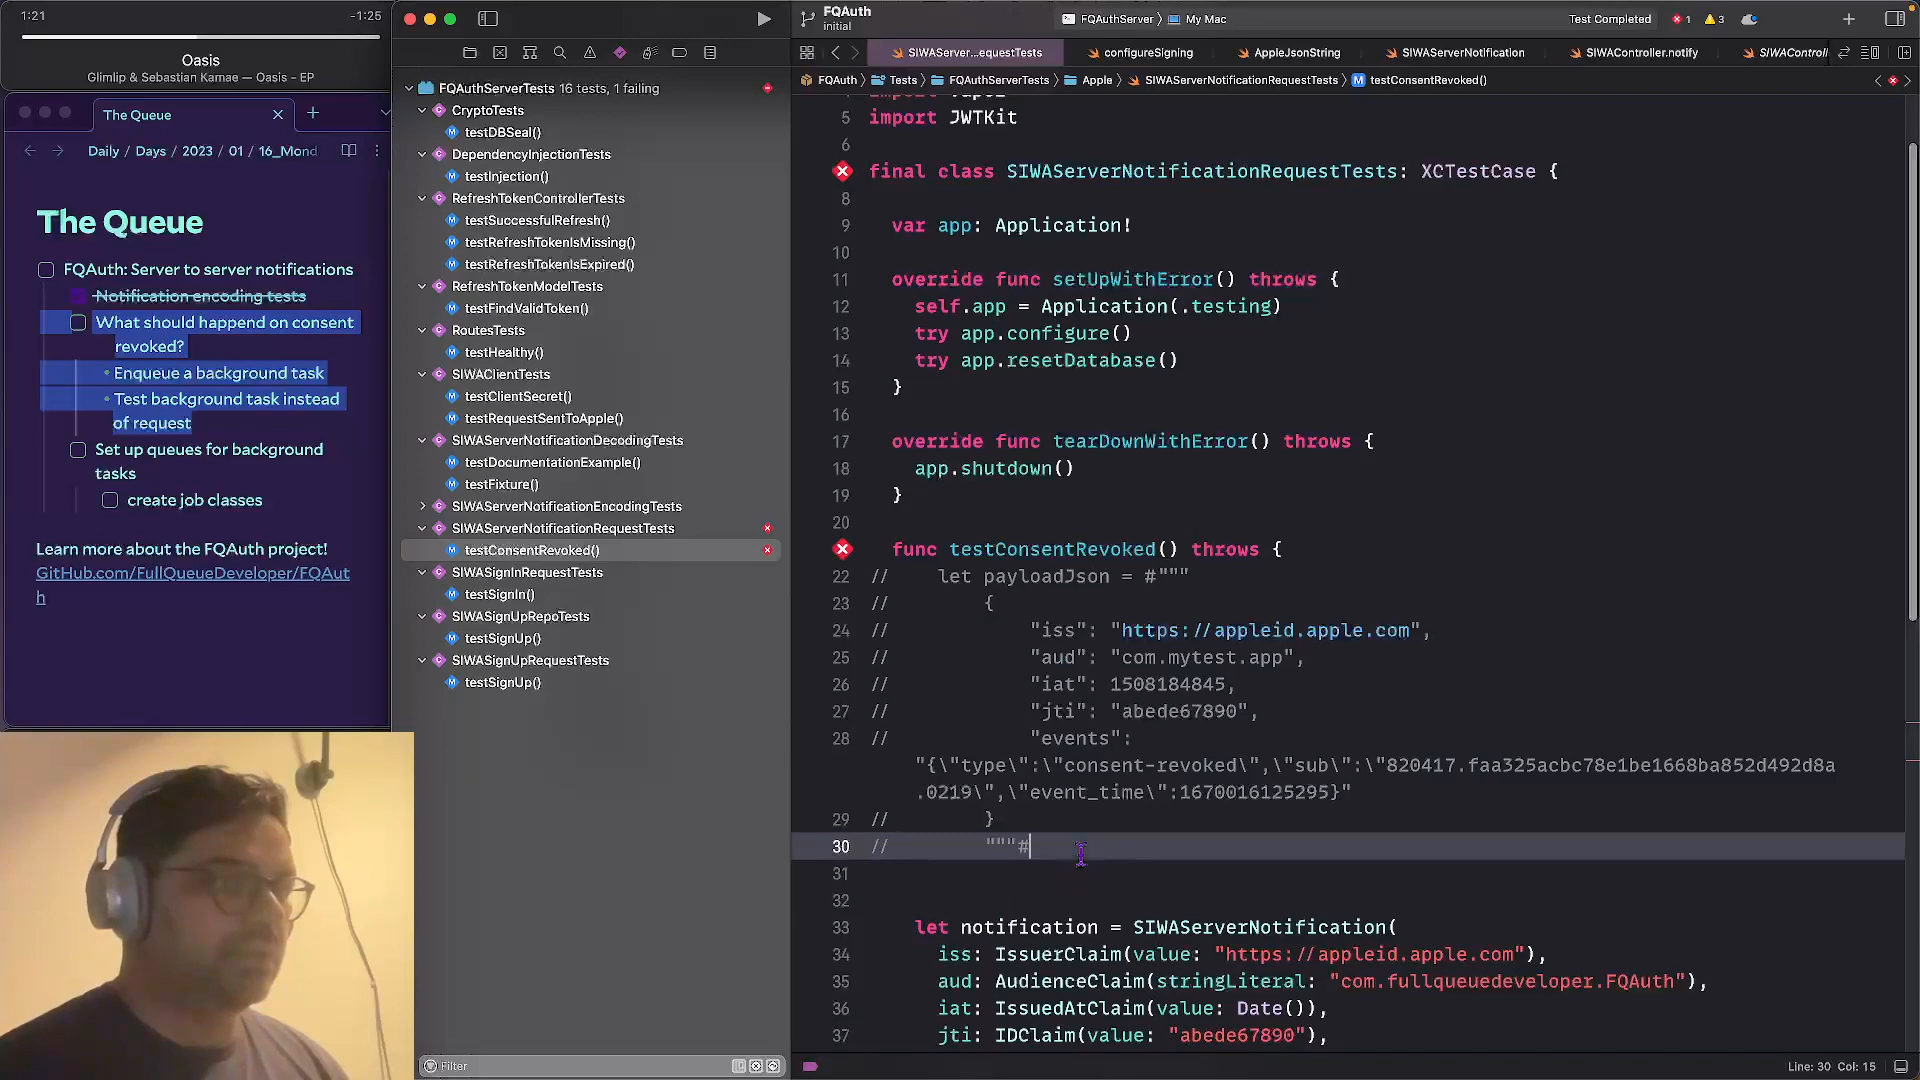 1:21
-1:25
Oasis
Glimlip & Sebastian Kamae — Oasis - EP
The Queue
Daily / Days / 2023 / 01 / 16_Mond
The Queue
FQAuth: Server to server notifications
Notification encoding tests
What should happend on consent
revoked?
• Enqueue a background task
• Test background task instead
of request
Set up queues for background
tasks
create job classes
Learn more about the FQAuth project!
GitHub.com/FullQueueDeveloper/FQAut
h
FQAuthServerTests 16 tests, 1 failing
CryptoTests
testDBSeal()
DependencyInjectionTests
testInjection()
RefreshTokenControllerTests
testSuccessfulRefresh()
testRefreshTokenIsMissing()
testRefreshTokenIsExpired()
RefreshTokenModelTests
testFindValidToken()
RoutesTests
testHealthy()
SIWAClientTests
testClientSecret()
testRequestSentToApple()
SIWAServerNotificationDecodingTests
testDocumentationExample()
testFixture()
SIWAServerNotificationEncodingTests
SIWAServerNotificationRequestTests
testConsentRevoked()
SIWASignInRequestTests
testSignIn()
SIWASignUpRepoTests
testSignUp()
SIWASignUpRequestTests
testSignUp()
Filter
FQAuth
initial
FQAuthServer > My Mac
Test Completed
1
3
SIWAServer...equestTests
configureSigning
AppleJsonString
SIWAServerNotification
SIWAController.notify
SIWAControll
FQAuth > Tests > FQAuthServerTests > Apple > SIWAServerNotificationRequestTests > M testConsentRevoked()
5 import JWTKit
6
final class SIWAServerNotificationRequestTests: XCTestCase {
8
9 var app: Application!
10
11 override func setUpWithError() throws {
12 self.app = Application(.testing)
13 try app.configure()
14 try app.resetDatabase()
15 }
16
17 override func tearDownWithError() throws {
18 app.shutdown()
19 }
20
func testConsentRevoked() throws {
22 // let payloadJson = #"""
23 // {
24 // "iss": "https://appleid.apple.com",
25 // "aud": "com.mytest.app",
26 // "iat": 1508184845,
27 // "jti": "abede67890",
28 // "events":
"{\"type\":\"consent-revoked\",\"sub\":\"820417.faa325acbc78e1be1668ba852d492d8a
.0219\",\"event_time\":1670016125295}"
29 // }
30 // """#
31
32
33 let notification = SIWAServerNotification(
34 iss: IssuerClaim(value: "https://appleid.apple.com"),
35 aud: AudienceClaim(stringLiteral: "com.fullqueuedeveloper.FQAuth"),
36 iat: IssuedAtClaim(value: Date()),
37 jti: IDClaim(value: "abede67890"),
Line: 30 Col: 15